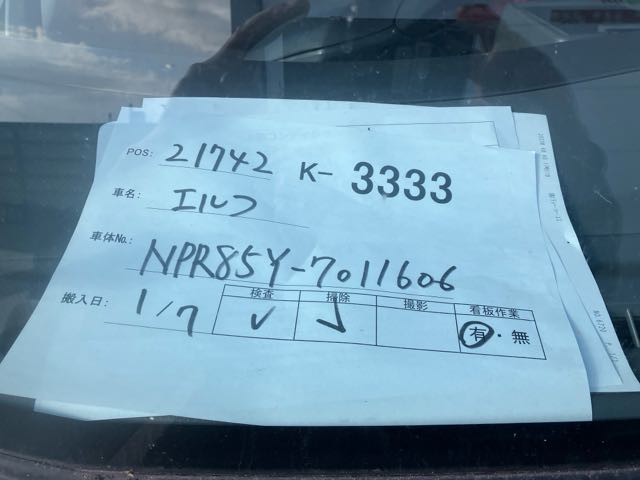 POS: 21742 K- 3333
車名: エルフ
車体No.: NPR85Y-7011606
搬入日: 1/7
検査 掃除 撮影 看板作業
✓ ✓ 有・無